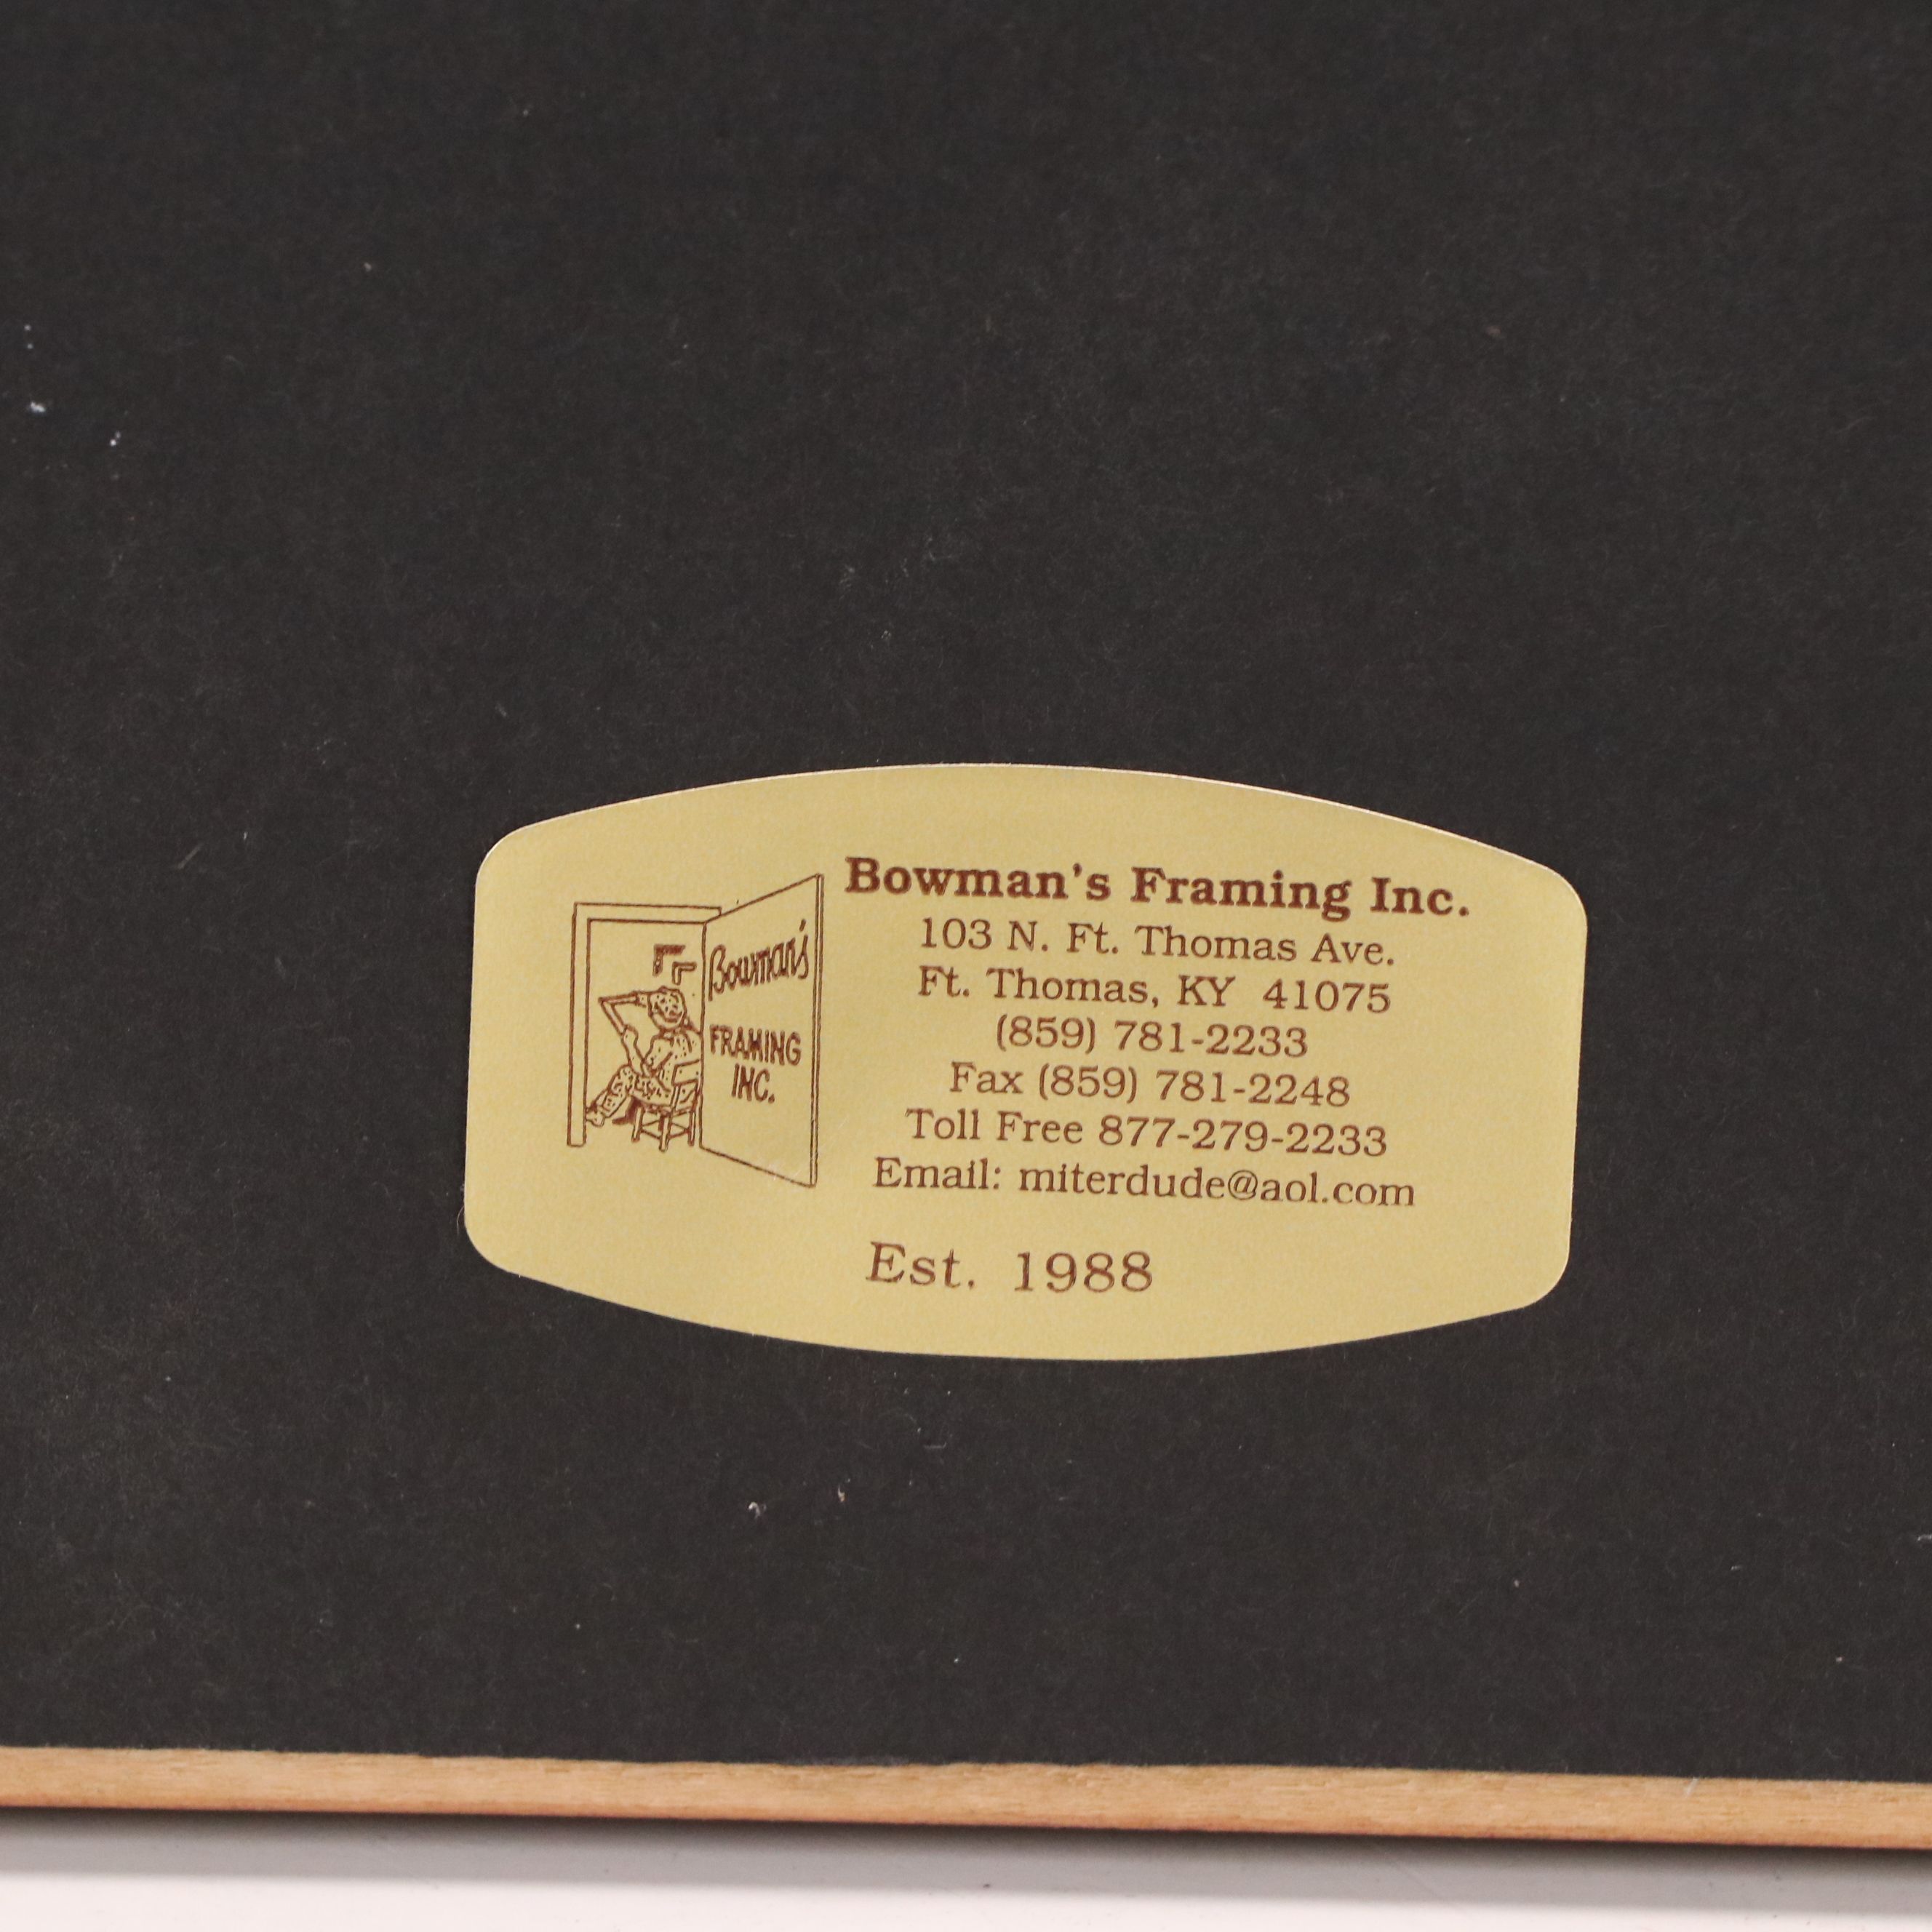 Bowman's
FRAMING
INC.
Bowman's Framing Inc.
103 N. Ft. Thomas Ave.
Ft. Thomas, KY 41075
(859) 781-2233
Fax (859) 781-2248
Toll Free 877-279-2233
Email: miterdude@aol.com
Est. 1988